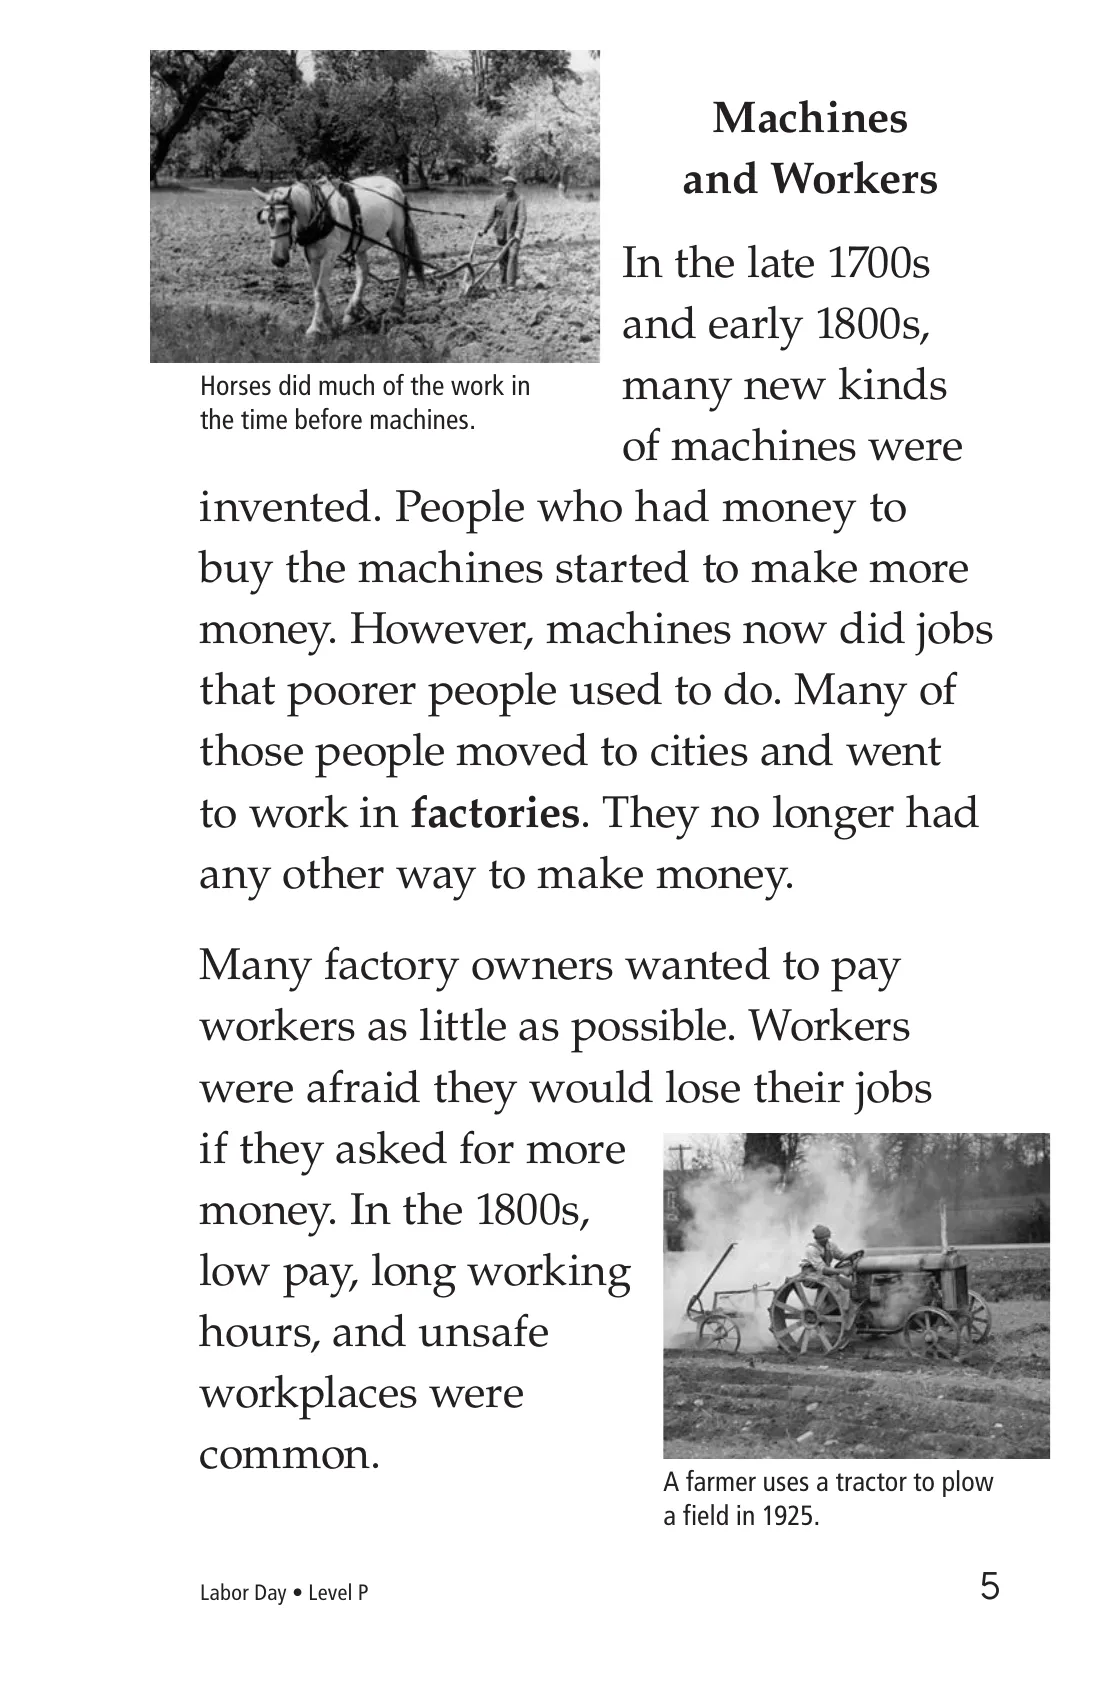 Machines
and Workers
In the late 1700s
and early 1800s,
many new kinds
of machines were
Horses did much of the work in
the time before machines.
invented. People who had money to
buy the machines started to make more
money. However, machines now did jobs
that poorer people used to do. Many of
those people moved to cities and went
to work in factories. They no longer had
any other way to make money.
Many factory owners wanted to pay
workers as little as possible. Workers
were afraid they would lose their jobs
if they asked for more
money. In the 1800s,
low pay, long working
hours, and unsafe
workplaces were
common.
A farmer uses a tractor to plow
a field in 1925.
Labor Day • Level P
5